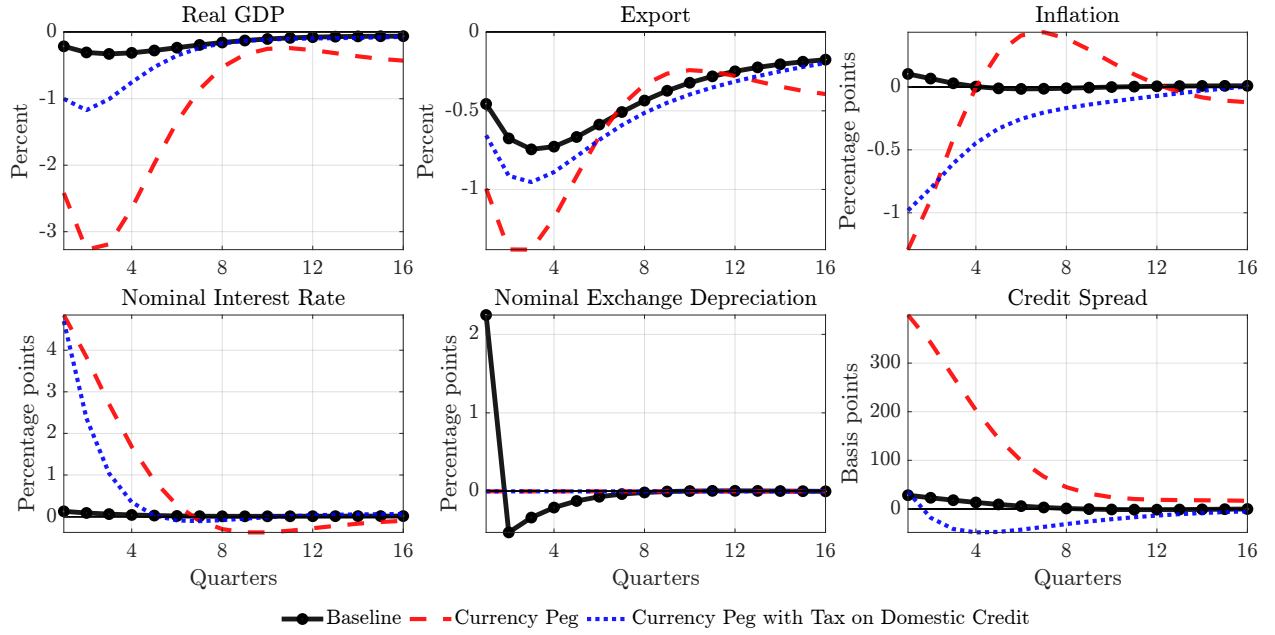 Real GDP
Export
Inflation
Percent
0
-1
-2
-3
4
8
12
16
Percent
0
-0.5
-1
4
8
12
16
Percentage points
0
-0.5
-1
4
8
12
16
Nominal Interest Rate
Nominal Exchange Depreciation
Credit Spread
Percentage points
4
3
2
1
0
4
8
12
16
Quarters
Percentage points
2
1
0
4
8
12
16
Quarters
Basis points
300
200
100
0
4
8
12
16
Quarters
Baseline
Currency Peg
Currency Peg with Tax on Domestic Credit